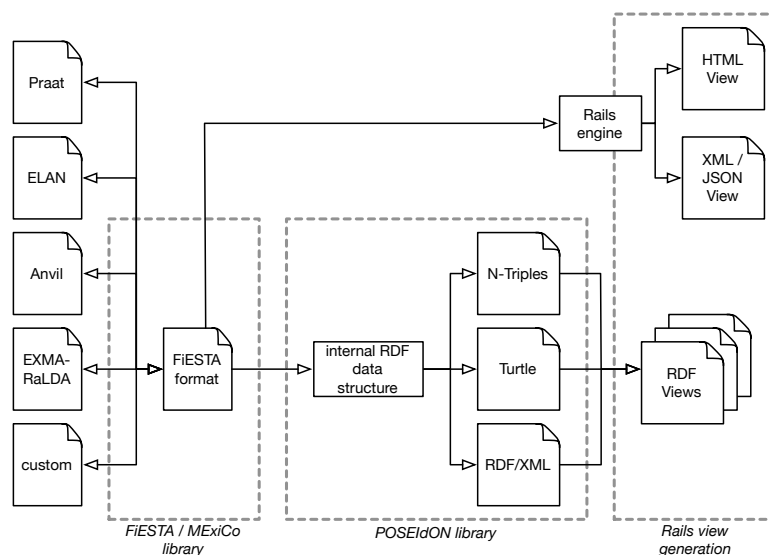 Praat
ELAN
Anvil
EXMA-
RaLDA
custom
FiESTA
format
FiESTA / MExiCo
library
internal RDF
data
structure
N-Triples
Turtle
RDF/XML
POSEIdON library
Rails
engine
HTML
View
XML /
JSON
View
RDF
Views
Rails view
generation